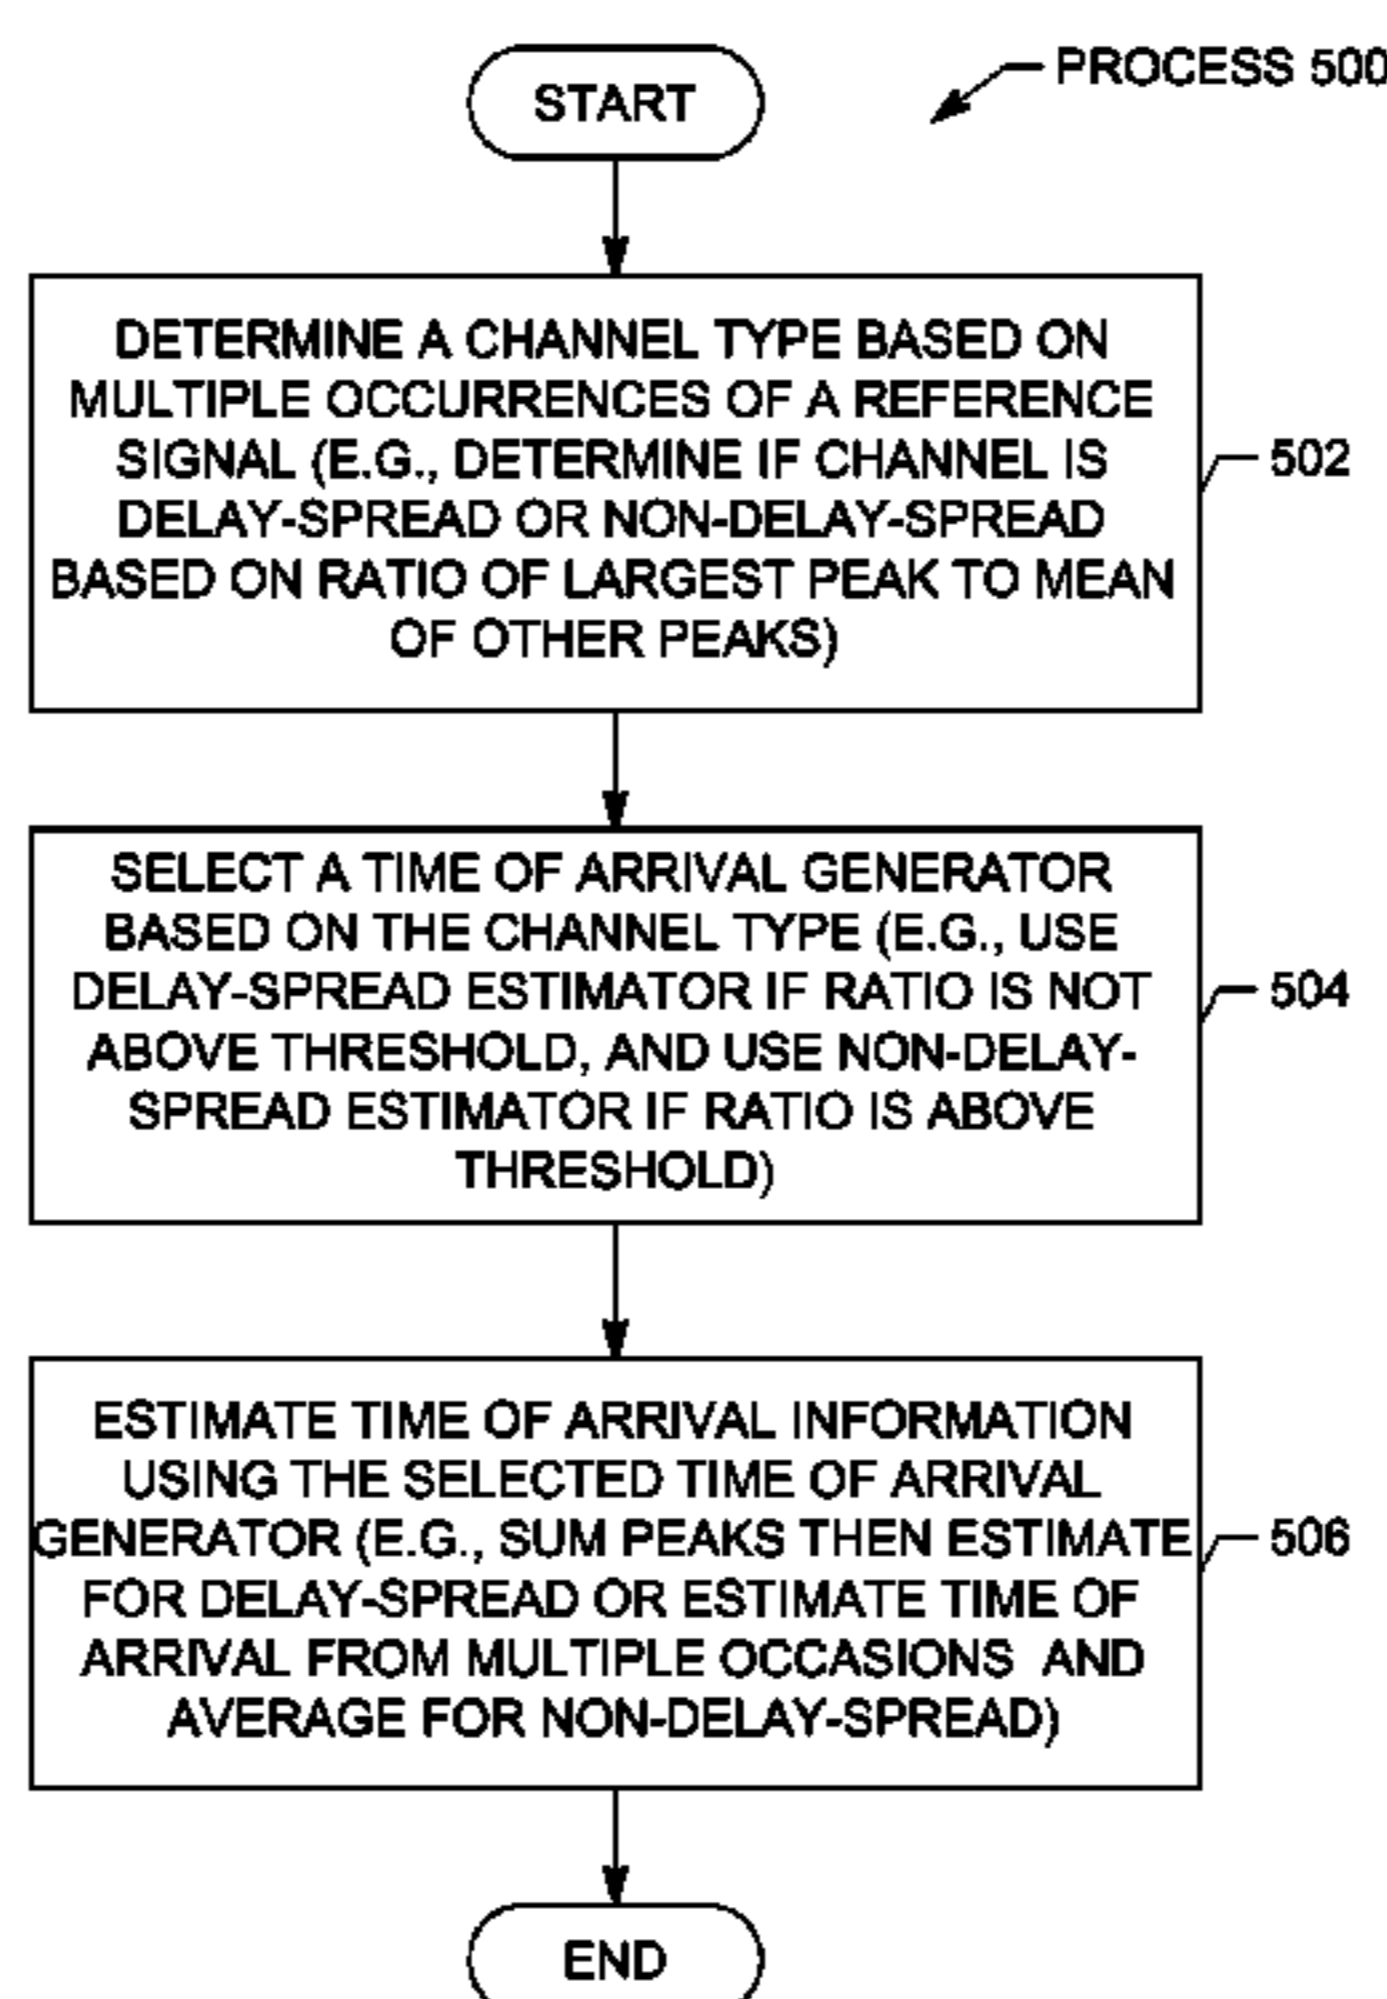 START
PROCESS 500
DETERMINE A CHANNEL TYPE BASED ON
MULTIPLE OCCURRENCES OF A REFERENCE
SIGNAL (E.G., DETERMINE IF CHANNEL IS
DELAY-SPREAD OR NON-DELAY-SPREAD
BASED ON RATIO OF LARGEST PEAK TO MEAN
OF OTHER PEAKS)
502
SELECT A TIME OF ARRIVAL GENERATOR
BASED ON THE CHANNEL TYPE (E.G., USE
DELAY-SPREAD ESTIMATOR IF RATIO IS NOT
ABOVE THRESHOLD, AND USE NON-DELAY-
SPREAD ESTIMATOR IF RATIO IS ABOVE
THRESHOLD)
504
ESTIMATE TIME OF ARRIVAL INFORMATION
USING THE SELECTED TIME OF ARRIVAL
GENERATOR (E.G., SUM PEAKS THEN ESTIMATE
FOR DELAY-SPREAD OR ESTIMATE TIME OF
ARRIVAL FROM MULTIPLE OCCASIONS AND
AVERAGE FOR NON-DELAY-SPREAD)
506
END